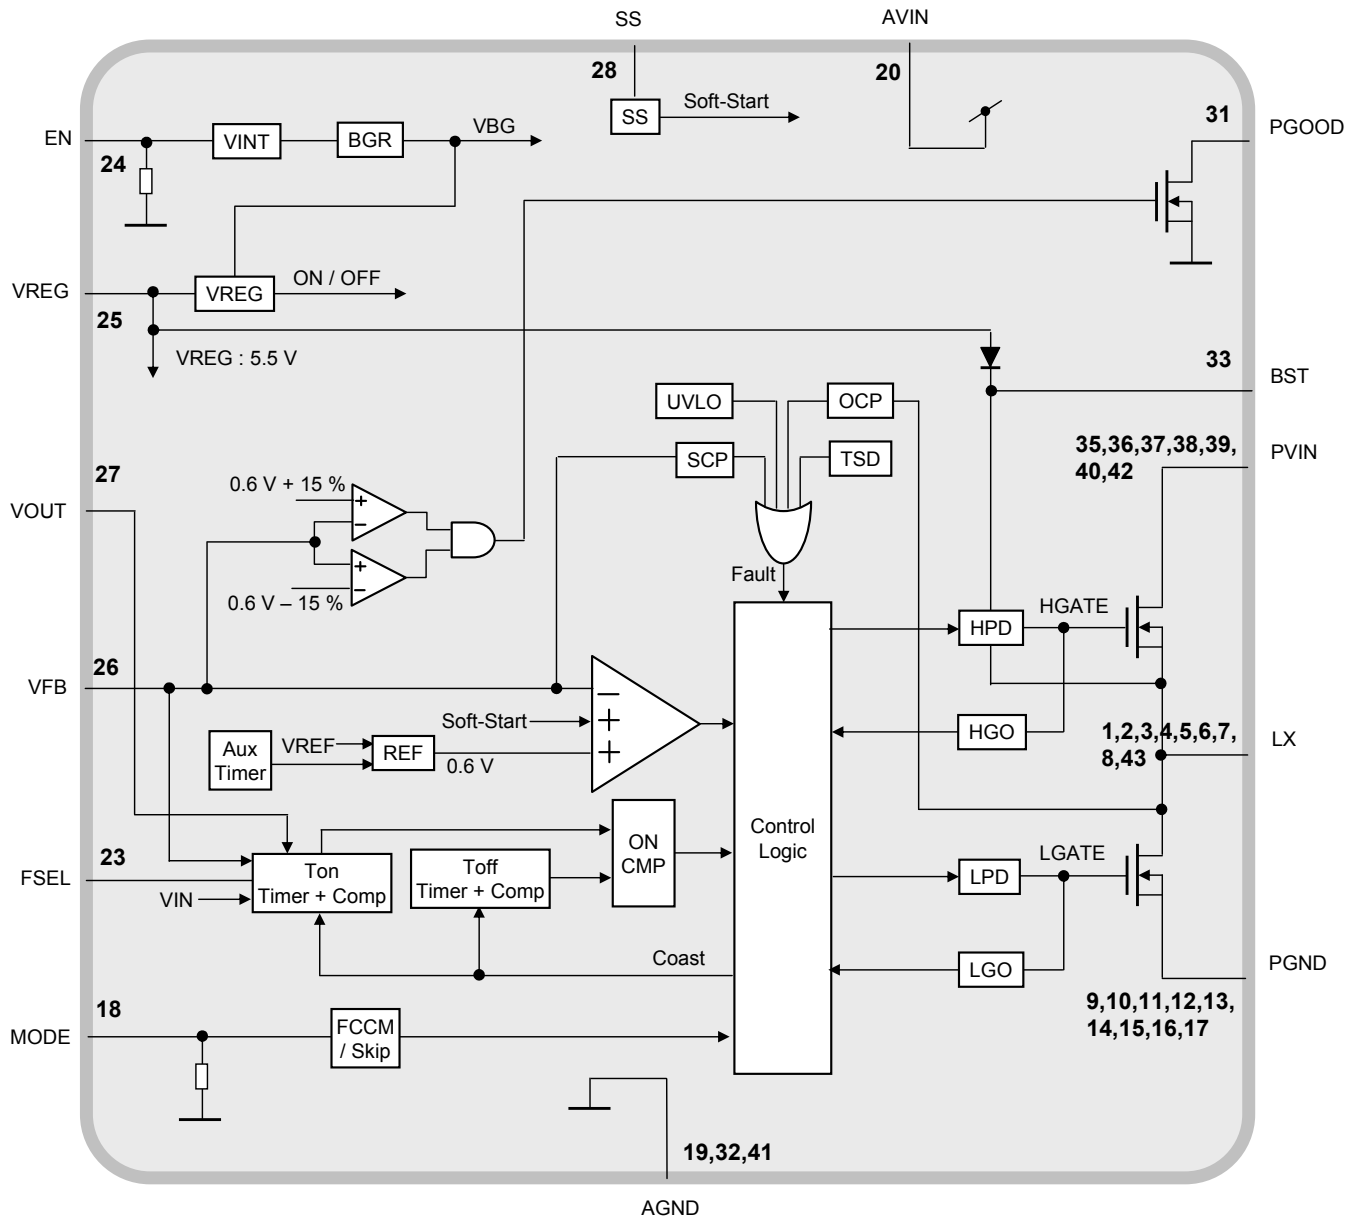 SS
AVIN
28
20
SS
Soft-Start
31
PGOOD
EN
24
VINT
BGR
VBG
VREG
25
VREG
ON / OFF
VREG : 5.5 V
33
BST
UVLO
OCP
SCP
TSD
35,36,37,38,39,
40,42
PVIN
27
VOUT
0.6 V + 15 %
+
−
+
−
0.6 V – 15 %
Fault
HPD
HGATE
26
VFB
−
Soft-Start
+
+
Aux
Timer
VREF
REF
0.6 V
HGO
1,2,3,4,5,6,7,
8,43
LX
Control
Logic
ON
CMP
23
FSEL
VIN
Ton
Timer + Comp
Toff
Timer + Comp
LPD
LGATE
Coast
LGO
PGND
9,10,11,12,13,
14,15,16,17
18
MODE
FCCM
/ Skip
19,32,41
AGND